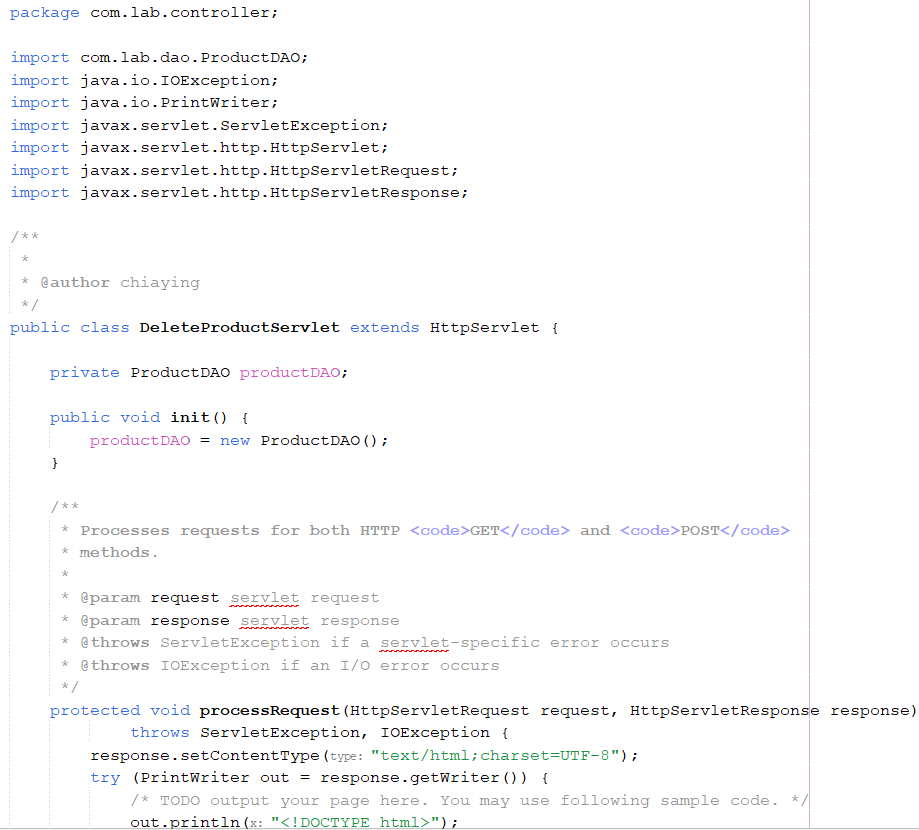 package com.lab.controller;
import com.lab.dao.ProductDAO;
import java.io.IOException;
import java.io.PrintWriter;
import javax.servlet.ServletException;
import javax.servlet.http.HttpServlet;
import javax.servlet.http.HttpServletRequest;
import javax.servlet.http.HttpServletResponse;
/**
 *
 * @author chiaying
 */
public class DeleteProductServlet extends HttpServlet {
    private ProductDAO productDAO;
    public void init() {
        productDAO = new ProductDAO();
    }
    /**
     * Processes requests for both HTTP <code>GET</code> and <code>POST</code>
     * methods.
     *
     * @param request servlet request
     * @param response servlet response
     * @throws ServletException if a servlet-specific error occurs
     * @throws IOException if an I/O error occurs
     */
    protected void processRequest(HttpServletRequest request, HttpServletResponse response)
            throws ServletException, IOException {
        response.setContentType(type: "text/html;charset=UTF-8");
        try (PrintWriter out = response.getWriter()) {
            /* TODO output your page here. You may use following sample code. */
            out.println(x: "<!DOCTYPE html>");